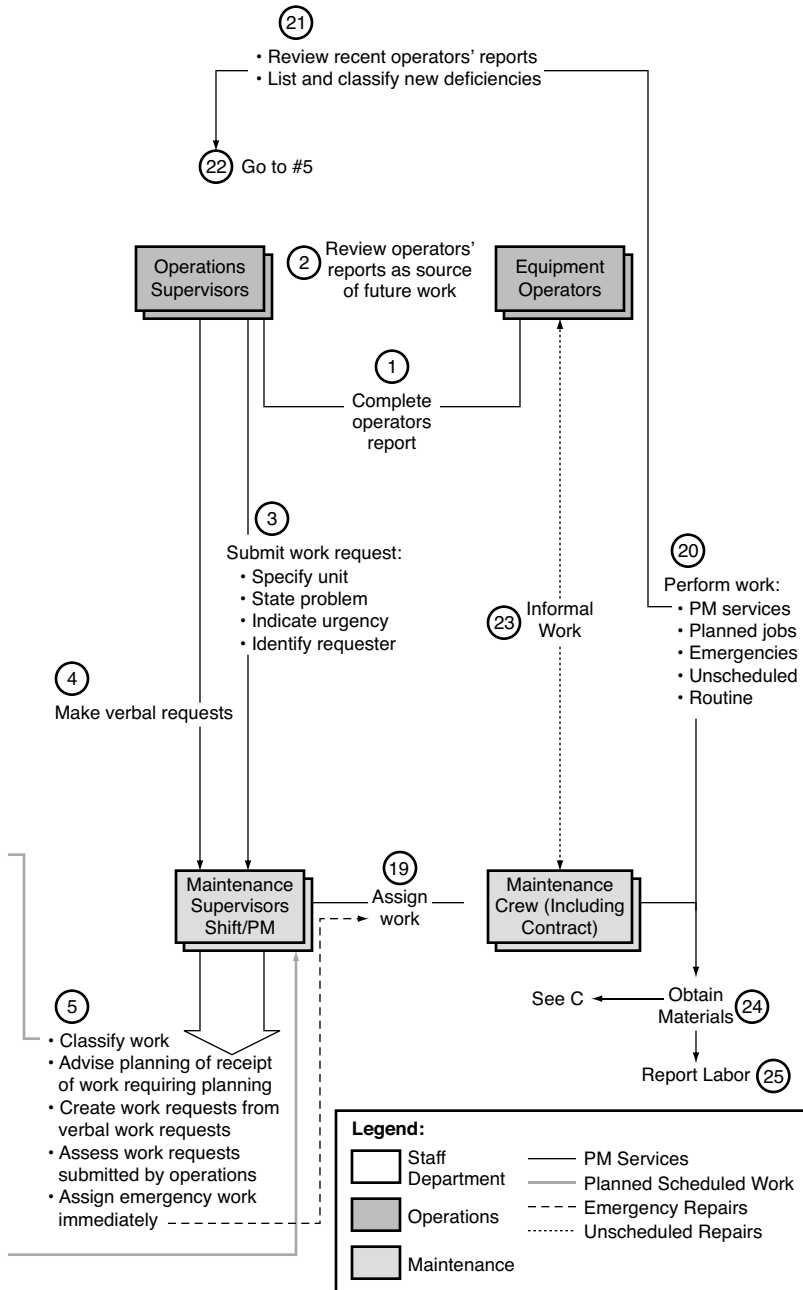 21
• Review recent operators' reports
• List and classify new deficiencies
22 Go to #5
Operations
Supervisors
2
Review operators'
reports as source
of future work
Equipment
Operators
1
Complete
operators
report
3
Submit work request:
• Specify unit
• State problem
• Indicate urgency
• Identify requester
20
Perform work:
• PM services
• Planned jobs
• Emergencies
• Unscheduled
• Routine
23
Informal
Work
4
Make verbal requests
Maintenance
Supervisors
Shift/PM
19
Assign
work
Maintenance
Crew (Including
Contract)
5
• Classify work
• Advise planning of receipt
of work requiring planning
• Create work requests from
verbal work requests
• Assess work requests
submitted by operations
• Assign emergency work
immediately
See C
Obtain
Materials 24
Report Labor 25
Legend:
Staff
Department
Operations
Maintenance
PM Services
Planned Scheduled Work
Emergency Repairs
Unscheduled Repairs